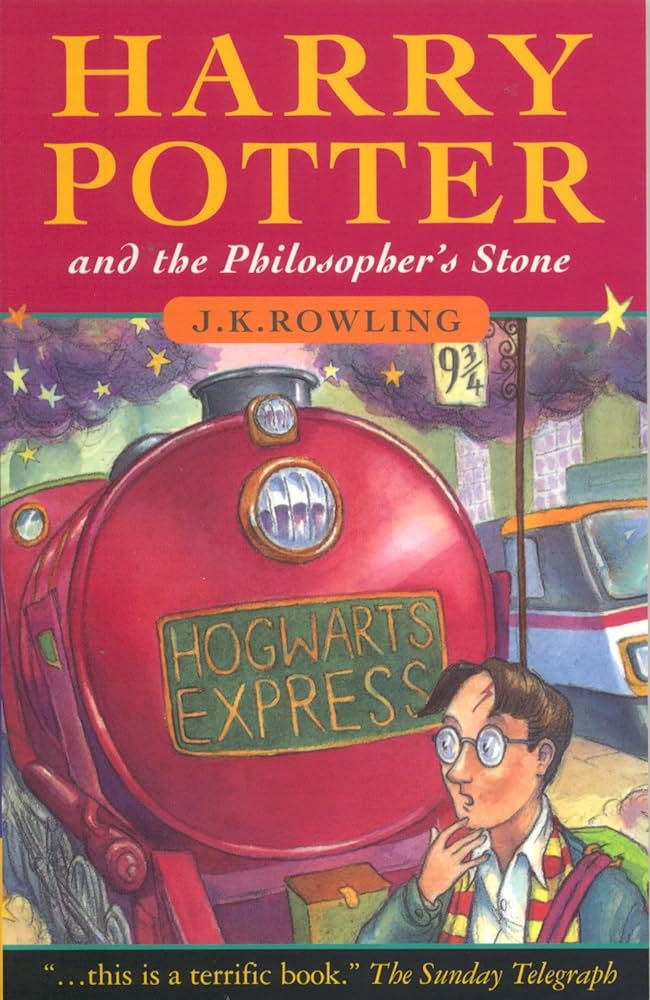 HARRY
POTTER
and the Philosopher's Stone
J.K.ROWLING
9¾
HOGWARTS
EXPRESS
“...this is a terrific book.” The Sunday Telegraph